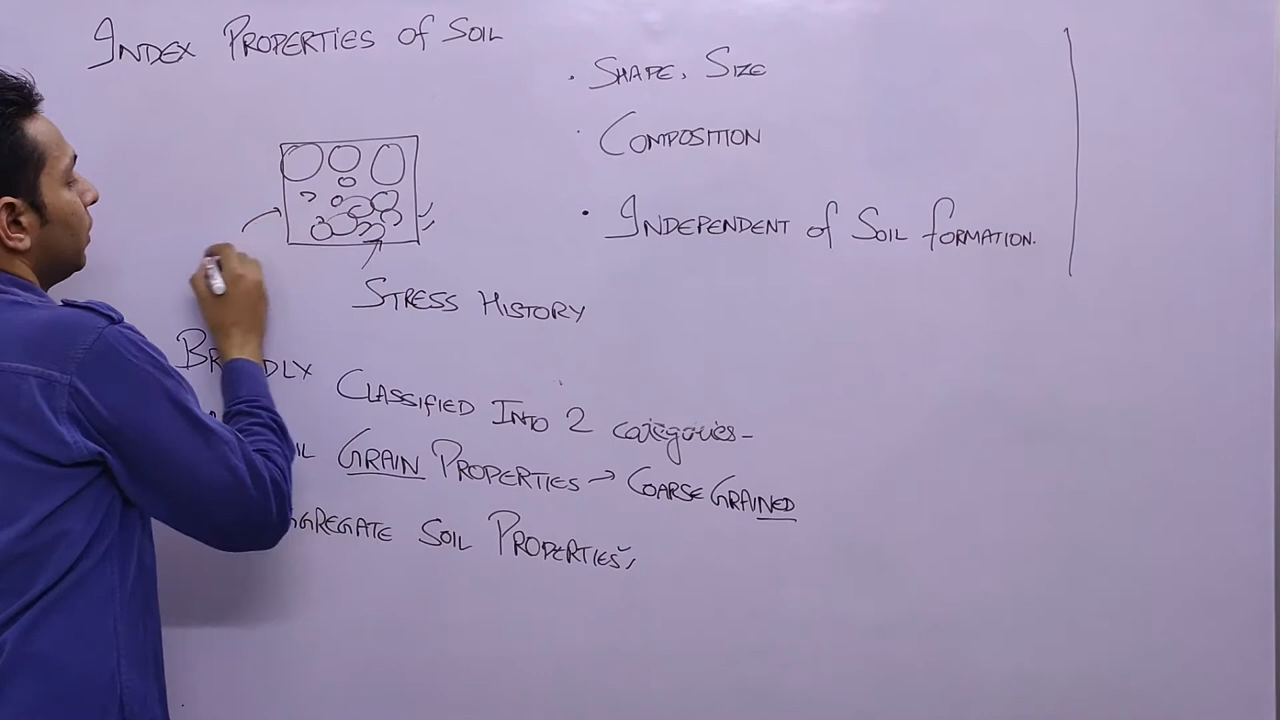 INDEX PROPERTIES of SOIL
• SHAPE, SIZE
• COMPOSITION
• INDEPENDENT of SOIL FORMATION.
STRESS HISTORY
CLASSIFIED INTO 2 categories-
GRAIN PROPERTIES → COARSE GRAINED
SOIL PROPERTIES